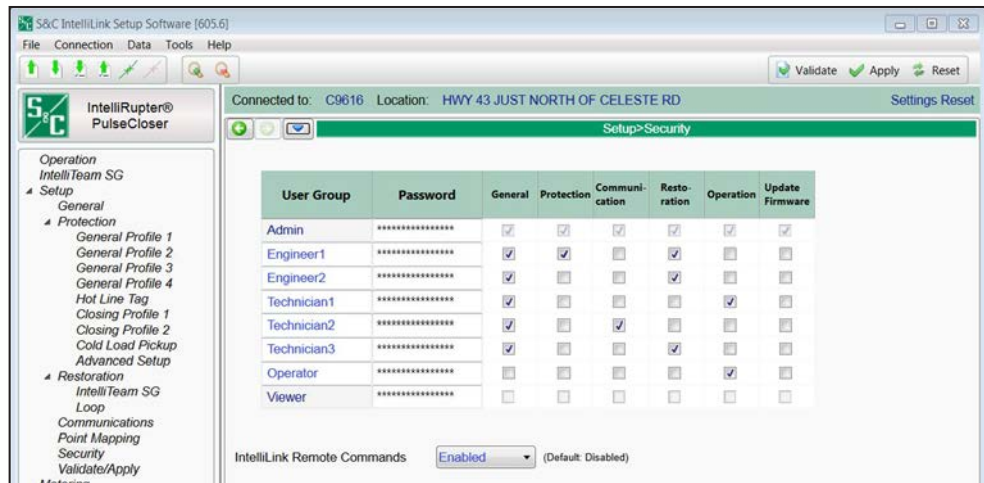 S&C IntelliLink Setup Software [605.6]
File Connection Data Tools Help
Validate Apply Reset
S&C
IntelliRupter®
PulseCloser
Connected to: C9616 Location: HWY 43 JUST NORTH OF CELESTE RD Settings Reset
Setup>Security
Operation
IntelliTeam SG
Setup
General
Protection
General Profile 1
General Profile 2
General Profile 3
General Profile 4
Hot Line Tag
Closing Profile 1
Closing Profile 2
Cold Load Pickup
Advanced Setup
Restoration
IntelliTeam SG
Loop
Communications
Point Mapping
Security
Validate/Apply
Metering
User Group Password General Protection Communi-cation Resto-ration Operation Update Firmware
Admin ****************
Engineer1 ****************
Engineer2 ****************
Technician1 ****************
Technician2 ****************
Technician3 ****************
Operator ****************
Viewer ****************
IntelliLink Remote Commands Enabled (Default: Disabled)